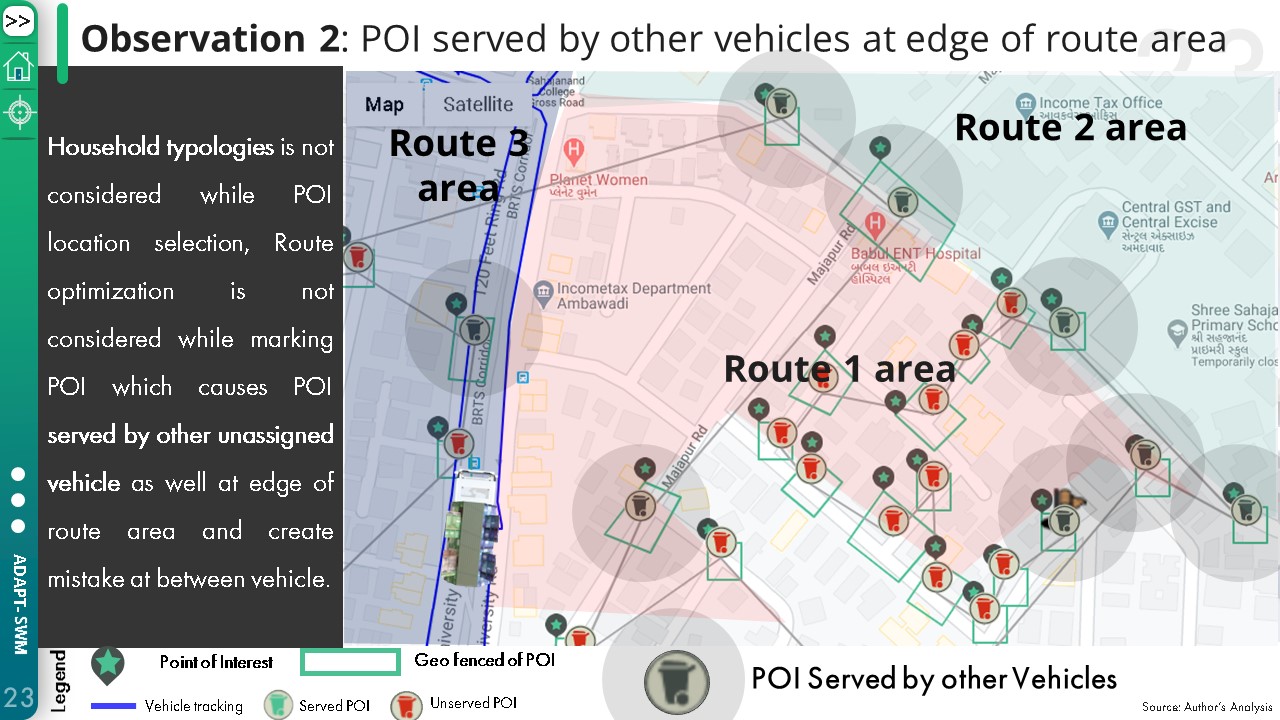 >>
Observation 2: POI served by other vehicles at edge of route area
Household typologies is not
considered while POI
location selection, Route
optimization is not
considered while marking
POI which causes POI
served by other unassigned
vehicle as well at edge of
route area and create
mistake at between vehicle.
Map Satellite
Route 3
area
Route 2 area
Route 1 area
Sahajanand
College
Cross Road
Planet Women
પ્લેનેટ વુમેન
BRTS Corridor
120 Feet Ring Rd
BRTS Corridor
Incometax Department
Ambawadi
Majapur Rd
Babul ENT Hospital
બાબુલ ઇએનટી
હોસ્પિટલ
Majapur Rd
Income Tax Office
આવકવેરા ઓફિસ
Central GST and
Central Excise
સેન્ટ્રલ એક્સાઇઝ
અમદાવાદ
Shree Sahaja
Primary Scho
શ્રી સહજાનંદ
પ્રાઇમરી સ્કુલ
Temporarily clos
iversity
iversity Rd
ADAPT- SWM
23
Legend
Point of Interest
Geo fenced of POI
Vehicle tracking
Served POI
Unserved POI
POI Served by other Vehicles
Source: Author's Analysis